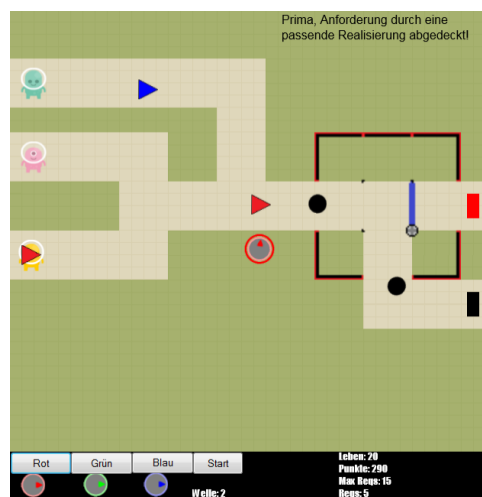 Prima, Anforderung durch eine
passende Realisierung abgedeckt!
Rot
Grün
Blau
Start
Welle: 2
Leben: 20
Punkte: 290
Max Reqs: 15
Reqs: 5